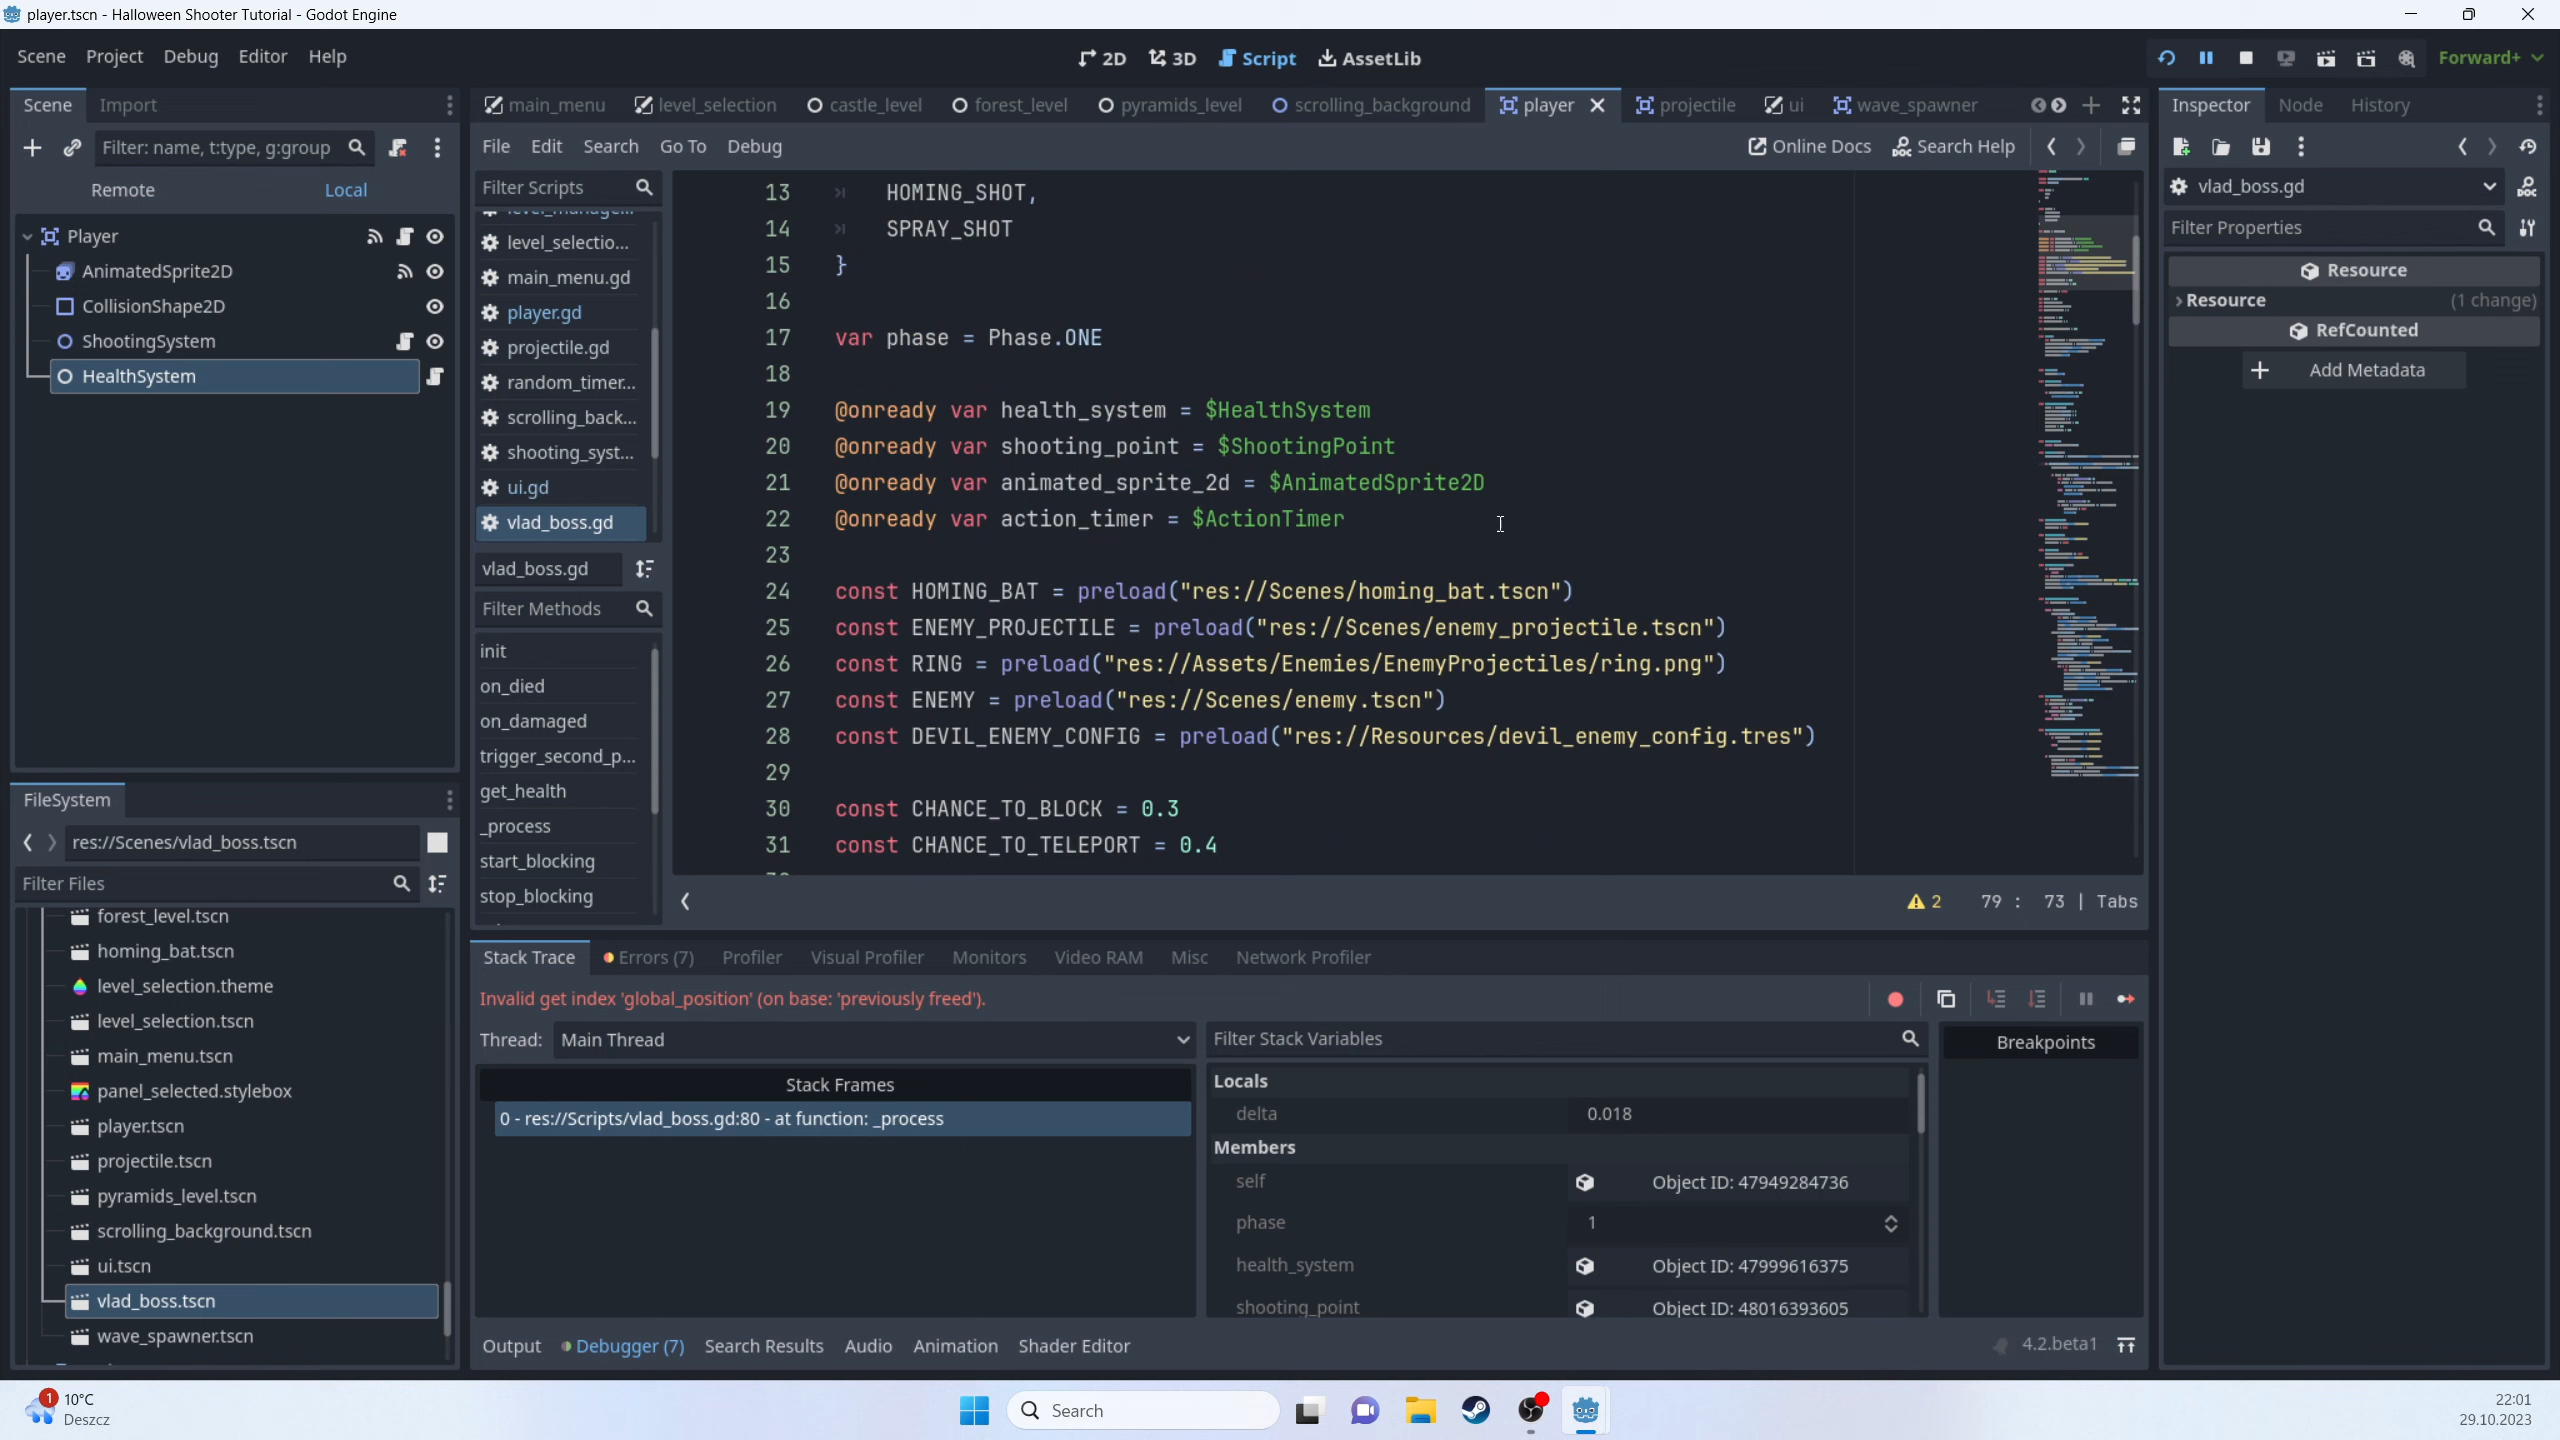 player.tscn - Halloween Shooter Tutorial - Godot Engine
Scene Project Debug Editor Help
2D 3D Script AssetLib
Forward+
Scene Import
main_menu level_selection castle_level forest_level pyramids_level scrolling_background player projectile ui wave_spawner
Inspector Node History
Filter: name, t:type, g:group
File Edit Search Go To Debug
Online Docs Search Help
Remote Local
Filter Scripts
vlad_boss.gd
Filter Properties
Player
AnimatedSprite2D
CollisionShape2D
ShootingSystem
HealthSystem
level_selectio...
main_menu.gd
player.gd
projectile.gd
random_timer...
scrolling_back...
shooting_syst...
ui.gd
vlad_boss.gd
vlad_boss.gd
Filter Methods
init
on_died
on_damaged
trigger_second_p...
get_health
_process
start_blocking
stop_blocking
13 HOMING_SHOT,
14 SPRAY_SHOT
15 }
16
17 var phase = Phase.ONE
18
19 @onready var health_system = $HealthSystem
20 @onready var shooting_point = $ShootingPoint
21 @onready var animated_sprite_2d = $AnimatedSprite2D
22 @onready var action_timer = $ActionTimer
23
24 const HOMING_BAT = preload("res://Scenes/homing_bat.tscn")
25 const ENEMY_PROJECTILE = preload("res://Scenes/enemy_projectile.tscn")
26 const RING = preload("res://Assets/Enemies/EnemyProjectiles/ring.png")
27 const ENEMY = preload("res://Scenes/enemy.tscn")
28 const DEVIL_ENEMY_CONFIG = preload("res://Resources/devil_enemy_config.tres")
29
30 const CHANCE_TO_BLOCK = 0.3
31 const CHANCE_TO_TELEPORT = 0.4
2 79 : 73 | Tabs
Resource
Resource (1 change)
RefCounted
Add Metadata
FileSystem
res://Scenes/vlad_boss.tscn
Filter Files
forest_level.tscn
homing_bat.tscn
level_selection.theme
level_selection.tscn
main_menu.tscn
panel_selected.stylebox
player.tscn
projectile.tscn
pyramids_level.tscn
scrolling_background.tscn
ui.tscn
vlad_boss.tscn
wave_spawner.tscn
Stack Trace Errors (7) Profiler Visual Profiler Monitors Video RAM Misc Network Profiler
Invalid get index 'global_position' (on base: 'previously freed').
Thread: Main Thread
Filter Stack Variables
Breakpoints
Stack Frames
0 - res://Scripts/vlad_boss.gd:80 - at function: _process
Locals
delta 0.018
Members
self Object ID: 47949284736
phase 1
health_system Object ID: 47999616375
shooting_point Object ID: 48016393605
Output Debugger (7) Search Results Audio Animation Shader Editor
4.2.beta1
1
10°C
Deszcz
Search
22:01
29.10.2023